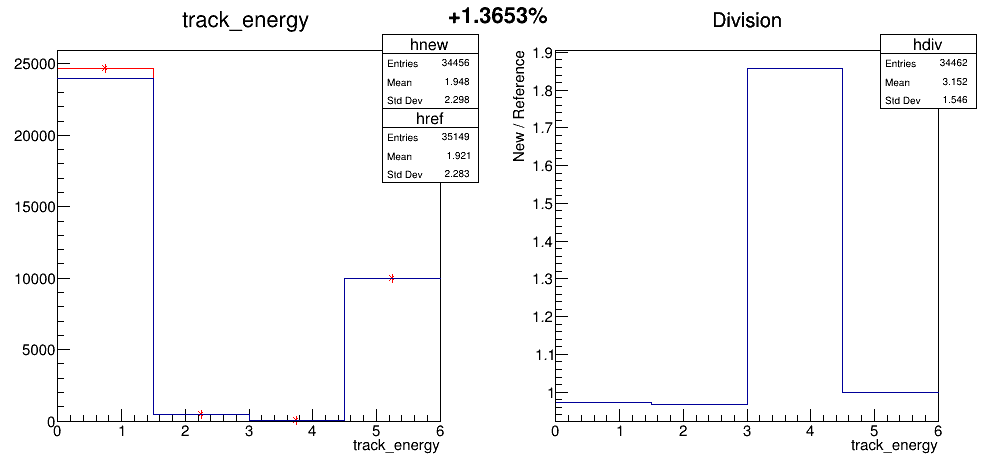 +1.3653%
track_energy
hnew
Entries 34456
Mean 1.948
Std Dev 2.298
href
Entries 35149
Mean 1.921
Std Dev 2.283
25000
20000
15000
10000
5000
0
0 1 2 3 4 5 6
track_energy
Division
hdiv
Entries 34462
Mean 3.152
Std Dev 1.546
New / Reference
1.9
1.8
1.7
1.6
1.5
1.4
1.3
1.2
1.1
1
0 1 2 3 4 5 6
track_energy